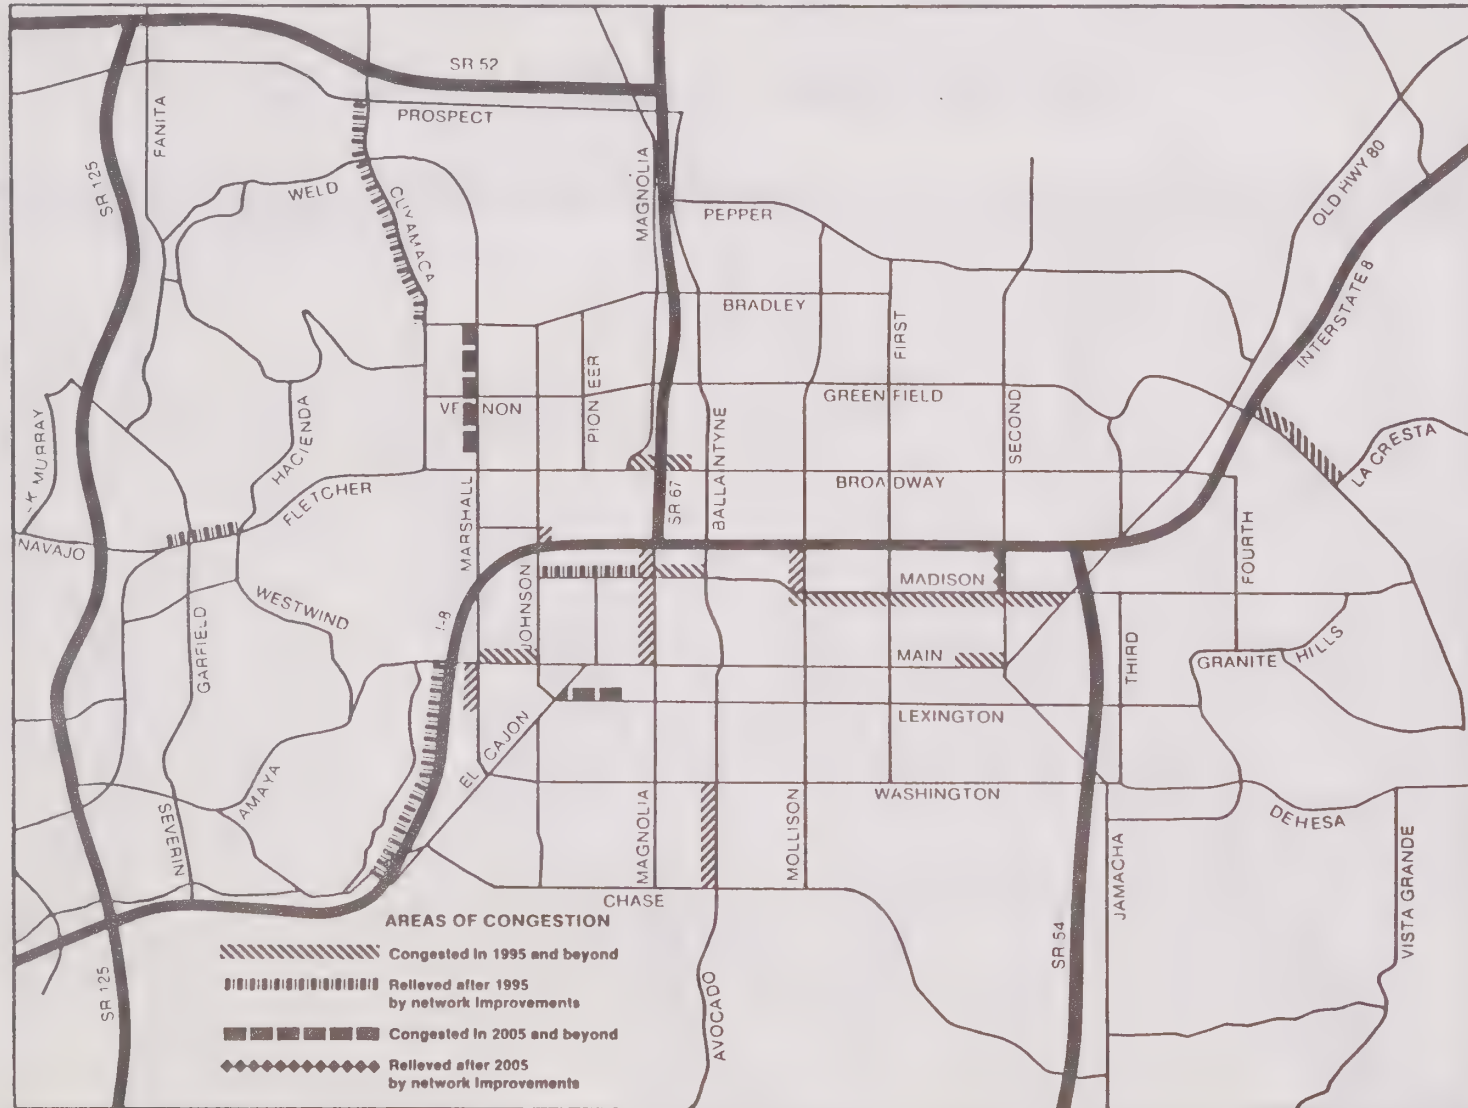 SR 52
PROSPECT
FANITA
SR 125
WELD
CUYAMACA
MAGNOLIA
PEPPER
OLD HWY 80
INTERSTATE 8
BRADLEY
FIRST
PIONEER
VERNON
GREENFIELD
SECOND
BALLANTYNE
HACIENDA
MURRAY
FLETCHER
LA CRESTA
BROADWAY
SR 67
MARSHALL
NAVAJO
FOURTH
MADISON
JOHNSON
WESTWIND
I-8
GARFIELD
MAIN
THIRD
GRANITE HILLS
LEXINGTON
EL CAJON
AMAYA
SEVERIN
MAGNOLIA
MOLLISON
WASHINGTON
DEHESA
JAMACHA
VISTA GRANDE
CHASE
SR 54
SR 125
AVOCADO
AREAS OF CONGESTION
Congested in 1995 and beyond
Relieved after 1995
by network improvements
Congested in 2005 and beyond
Relieved after 2005
by network improvements